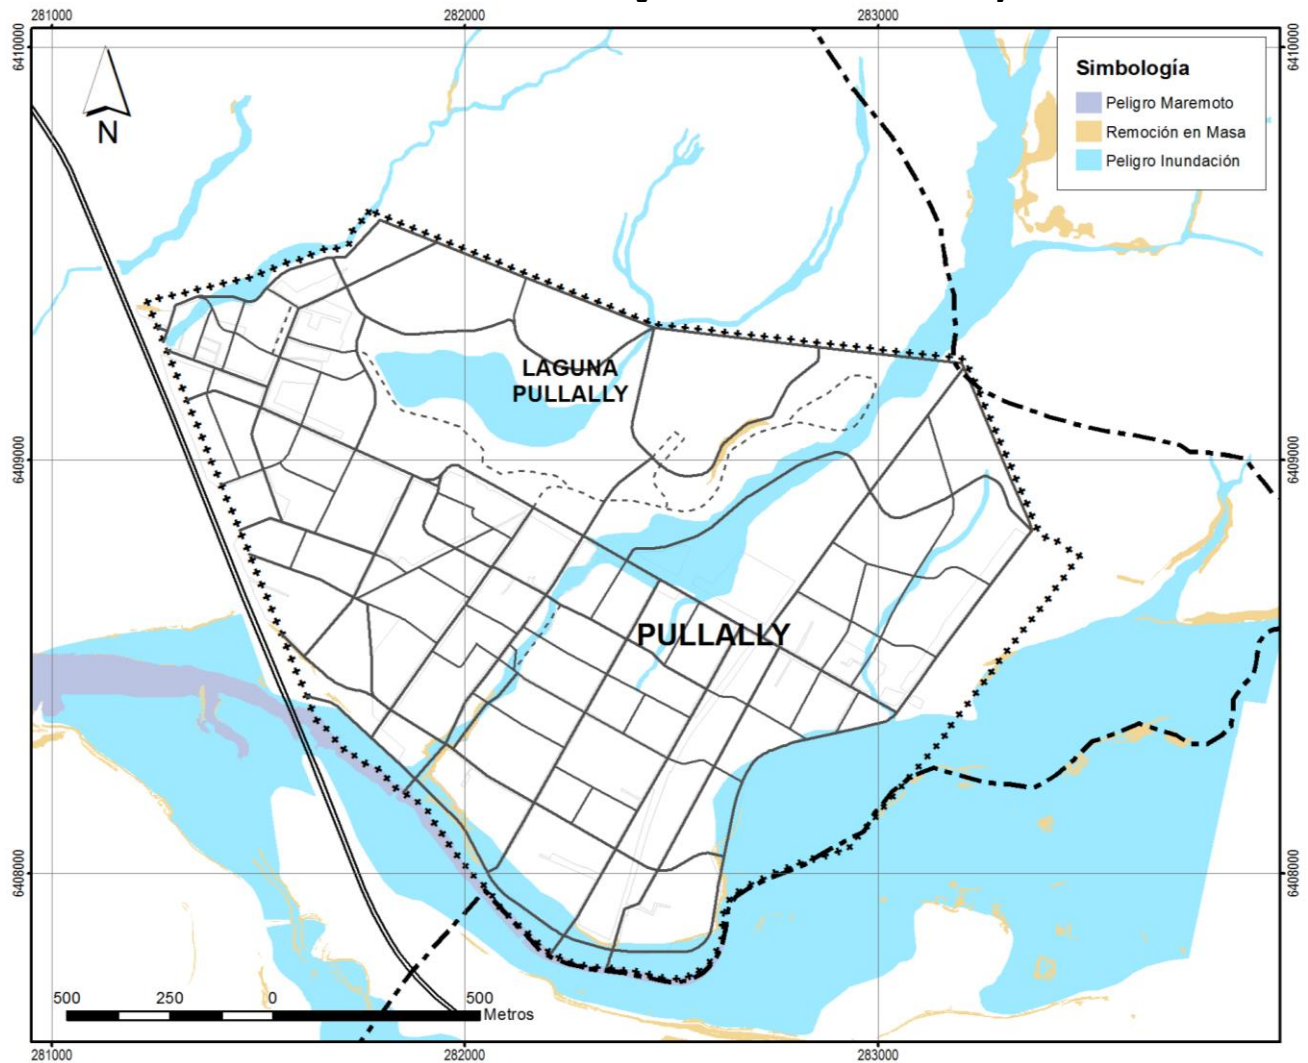 281000
282000
283000
6410000
6410000
Simbología
Peligro Maremoto
Remoción en Masa
Peligro Inundación
N
LAGUNA
PULLALLY
6409000
6409000
PULLALLY
6408000
6408000
500
250
0
500
Metros
281000
282000
283000